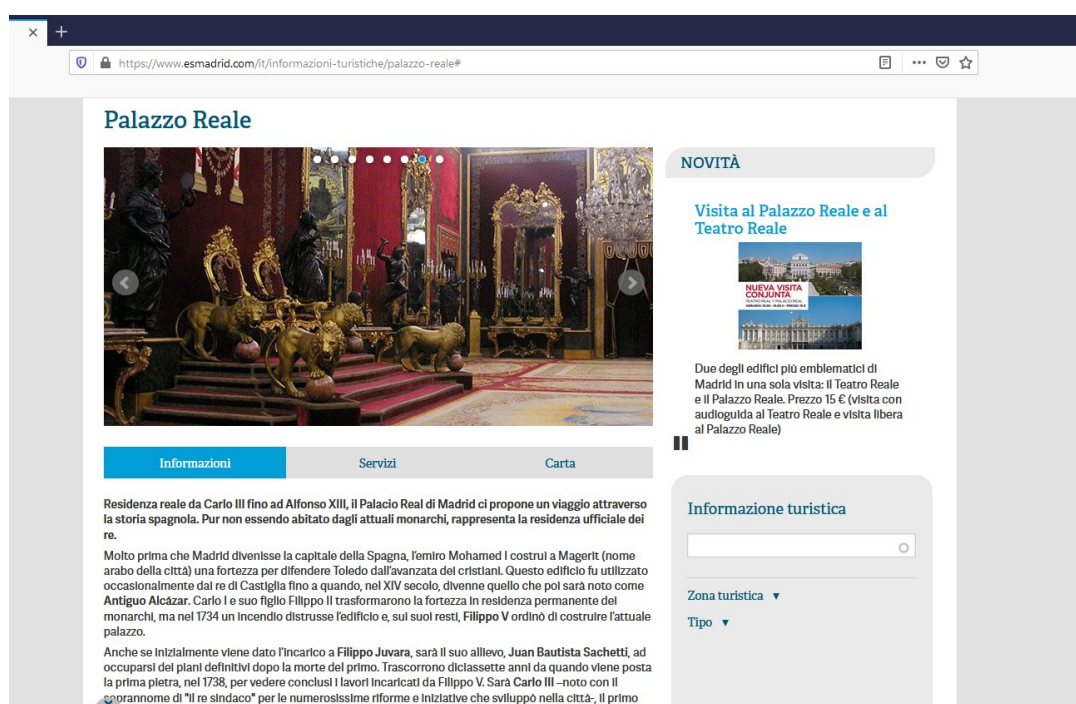 https://www.esmadrid.com/it/informazioni-turistiche/palazzo-reale#
Palazzo Reale
Informazioni
Servizi
Carta
Residenza reale da Carlo III fino ad Alfonso XIII, il Palacio Real di Madrid ci propone un viaggio attraverso
la storia spagnola. Pur non essendo abitato dagli attuali monarchi, rappresenta la residenza ufficiale dei
re.
Molto prima che Madrid divenisse la capitale della Spagna, l'emiro Mohamed I costruì a Magerit (nome
arabo della città) una fortezza per difendere Toledo dall'avanzata dei cristiani. Questo edificio fu utilizzato
occasionalmente dai re di Castiglia fino a quando, nel XIV secolo, divenne quello che poi sarà noto come
Antiguo Alcázar. Carlo I e suo figlio Filippo II trasformarono la fortezza in residenza permanente dei
monarchi, ma nel 1734 un incendio distrusse l'edificio e, sui suoi resti, Filippo V ordinò di costruire l'attuale
palazzo.
Anche se inizialmente viene dato l'incarico a Filippo Juvara, sarà il suo allievo, Juan Bautista Sachetti, ad
occuparsi dei piani definitivi dopo la morte del primo. Trascorrono diciassette anni da quando viene posta
la prima pietra, nel 1738, per vedere conclusi i lavori incaricati da Filippo V. Sarà Carlo III –noto con il
soprannome di "il re sindaco" per le numerosissime riforme e iniziative che sviluppò nella città-, il primo
NOVITÀ
Visita al Palazzo Reale e al
Teatro Reale
NUEVA VISITA
CONJUNTA
Due degli edifici più emblematici di
Madrid in una sola visita: il Teatro Reale
e il Palazzo Reale. Prezzo 15 € (visita con
audioguida al Teatro Reale e visita libera
al Palazzo Reale)
Informazione turistica
Zona turistica ▼
Tipo ▼